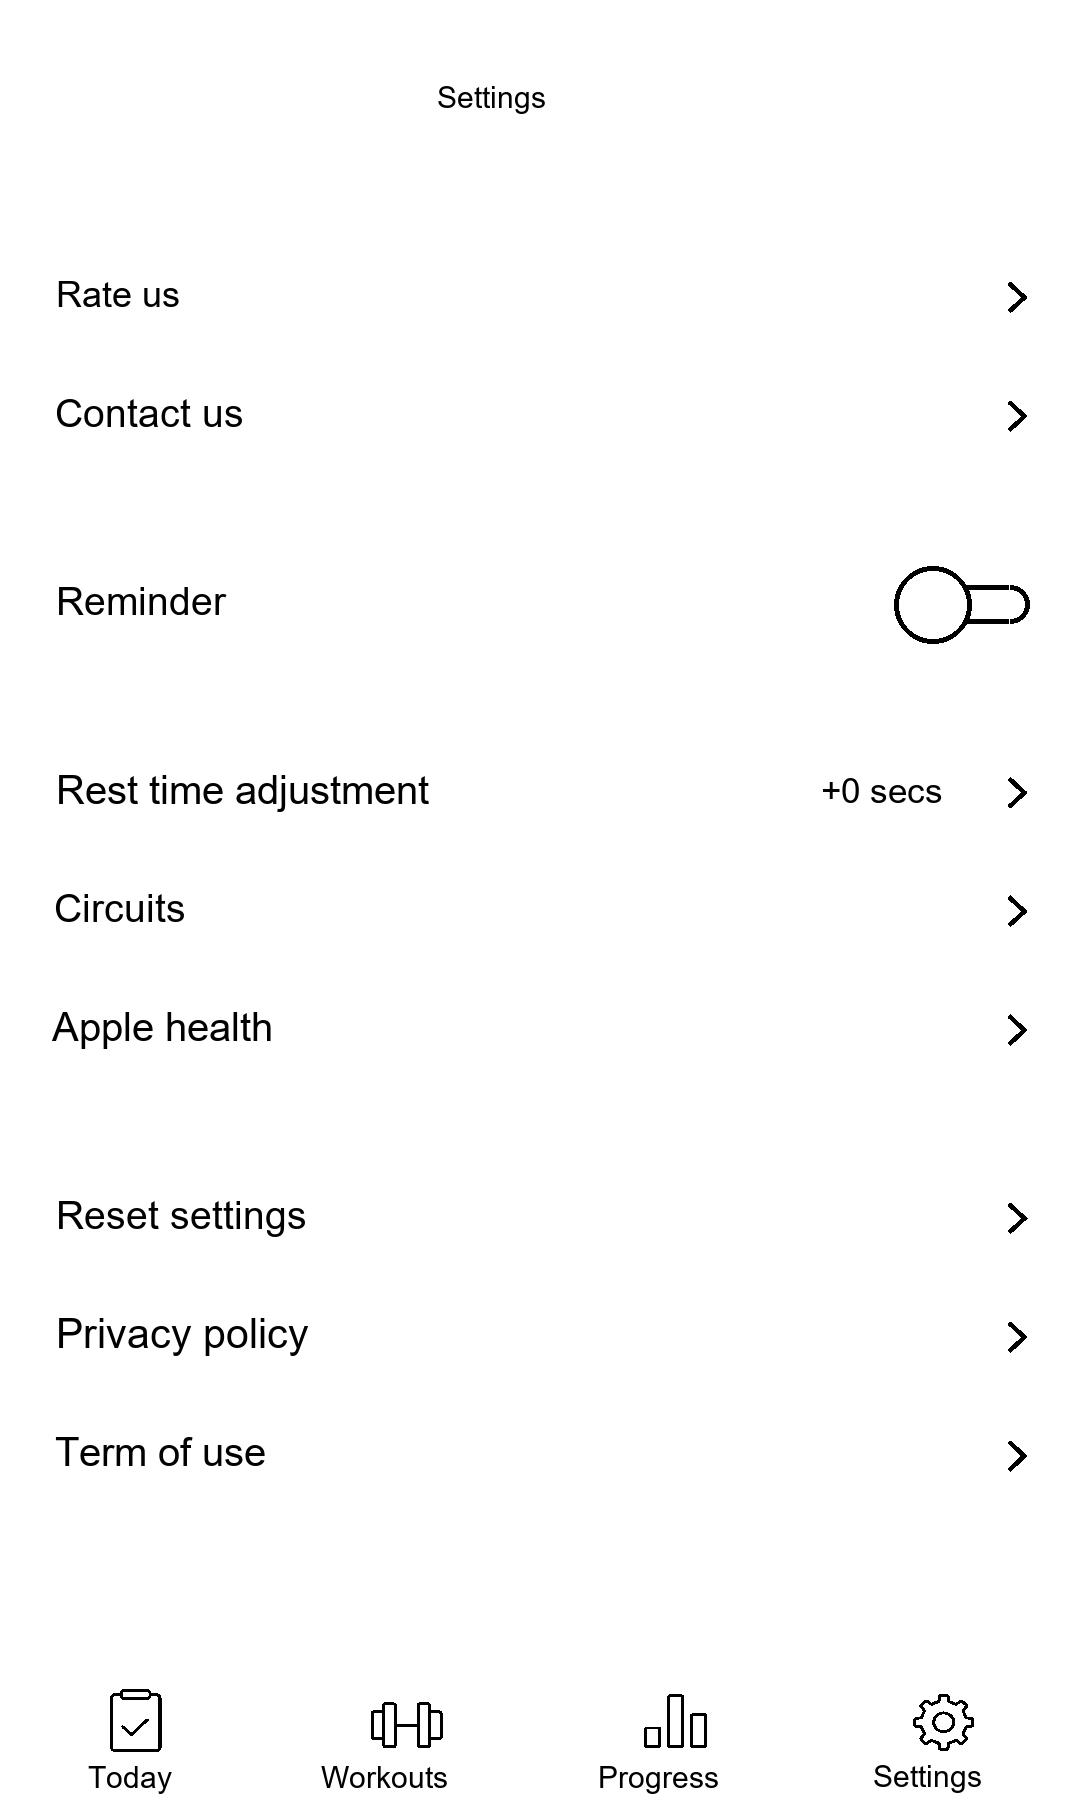 Settings
Rate us
Contact us
Reminder
Rest time adjustment +0 secs
Circuits
Apple health
Reset settings
Privacy policy
Term of use
Today Workouts Progress Settings